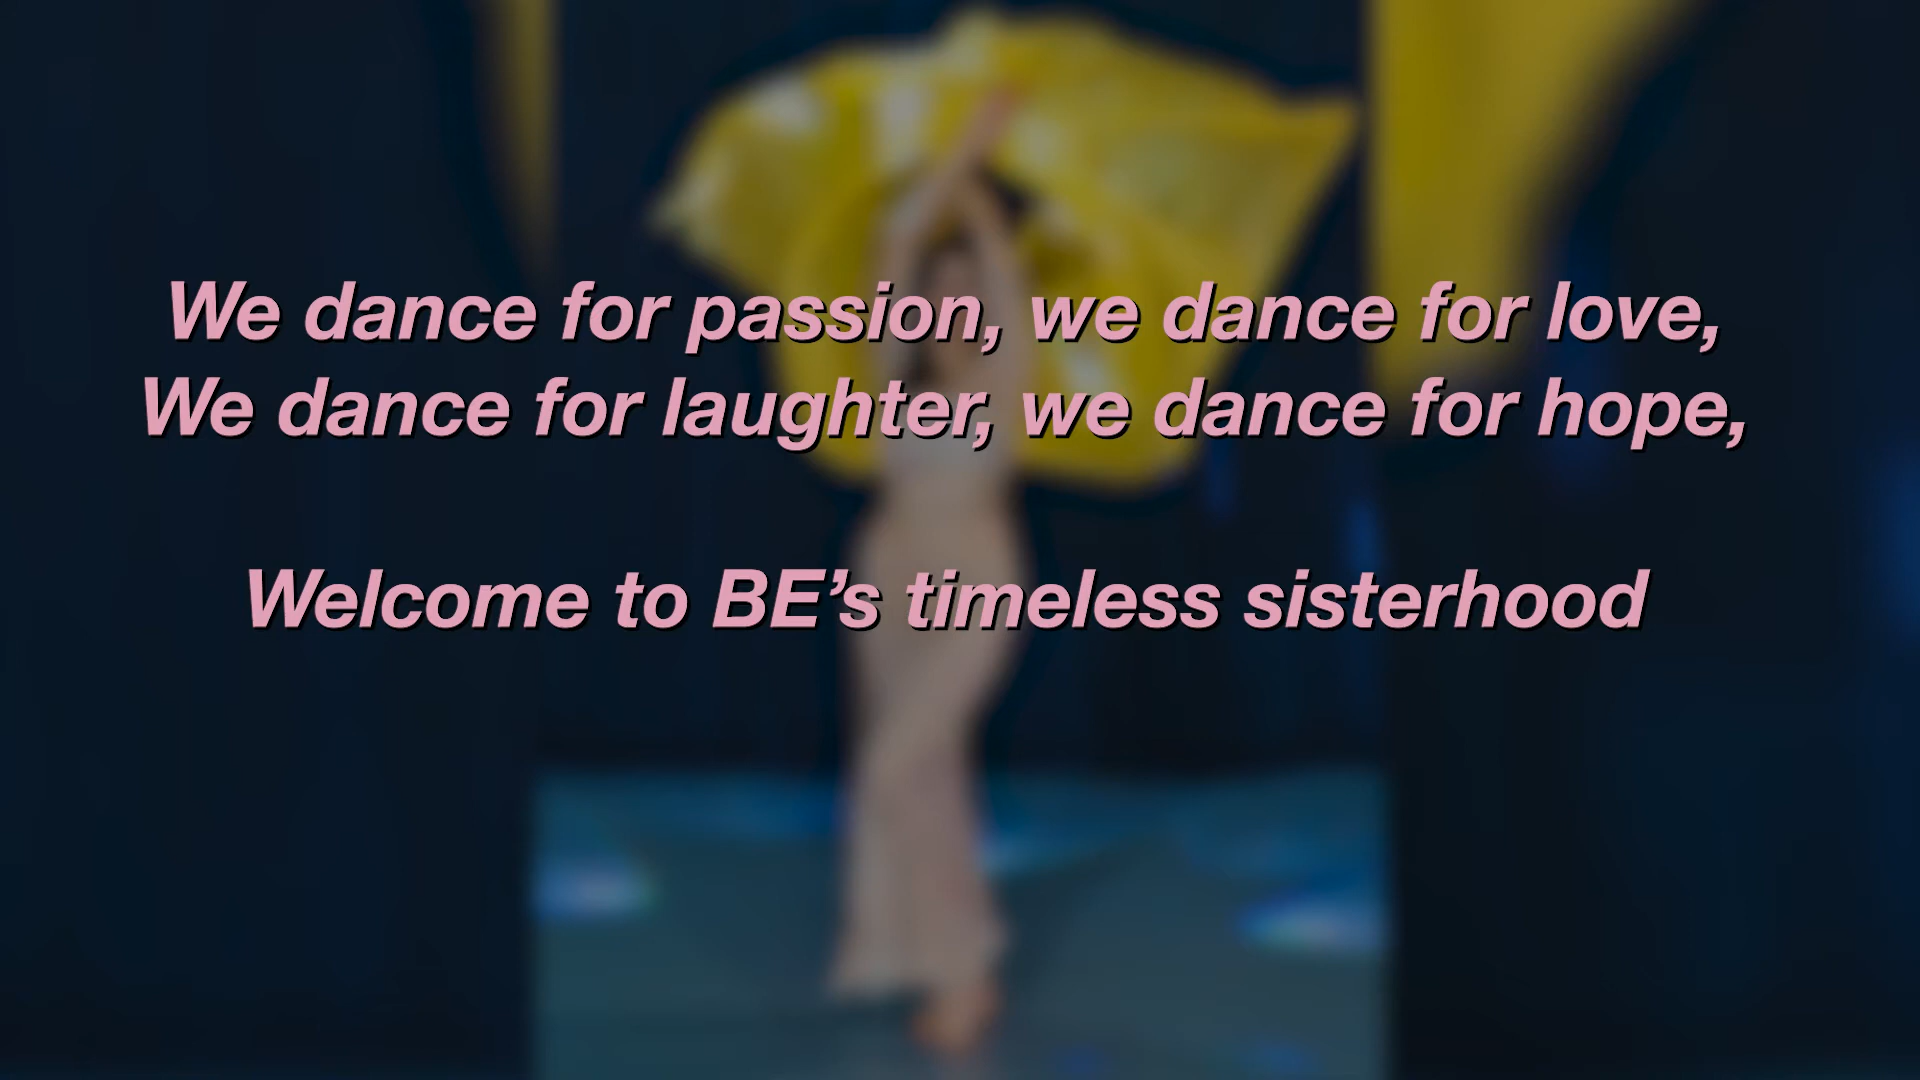 We dance for passion, we dance for love,
We dance for laughter, we dance for hope,
Welcome to BE’s timeless sisterhood